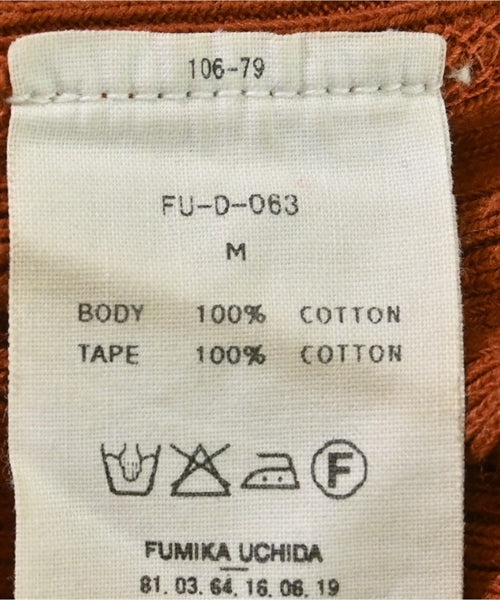 106-79
FU-D-063
M
BODY 100% COTTON
TAPE 100% COTTON
F
FUMIKA UCHIDA
81.03.64.16.06.19